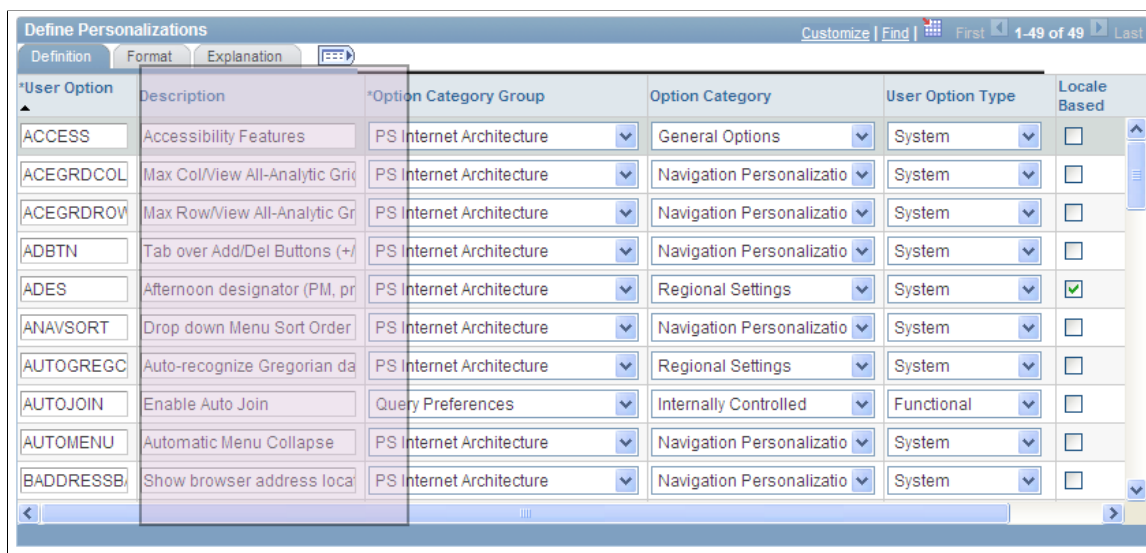 Define Personalizations Customize | Find | First 1-49 of 49 Last
Definition Format Explanation
*User Option Description *Option Category Group Option Category User Option Type Locale Based
ACCESS Accessibility Features PS Internet Architecture General Options System
ACEGRDCOL Max Col/View All-Analytic Grid PS Internet Architecture Navigation Personalizatio System
ACEGRDROW Max Row/View All-Analytic Gr PS Internet Architecture Navigation Personalizatio System
ADBTN Tab over Add/Del Buttons (+/ PS Internet Architecture Navigation Personalizatio System
ADES Afternoon designator (PM, pr PS Internet Architecture Regional Settings System
ANAVSORT Drop down Menu Sort Order PS Internet Architecture Navigation Personalizatio System
AUTOGREGC Auto-recognize Gregorian da PS Internet Architecture Regional Settings System
AUTOJOIN Enable Auto Join Query Preferences Internally Controlled Functional
AUTOMENU Automatic Menu Collapse PS Internet Architecture Navigation Personalizatio System
BADDRESSBA Show browser address locat PS Internet Architecture Navigation Personalizatio System